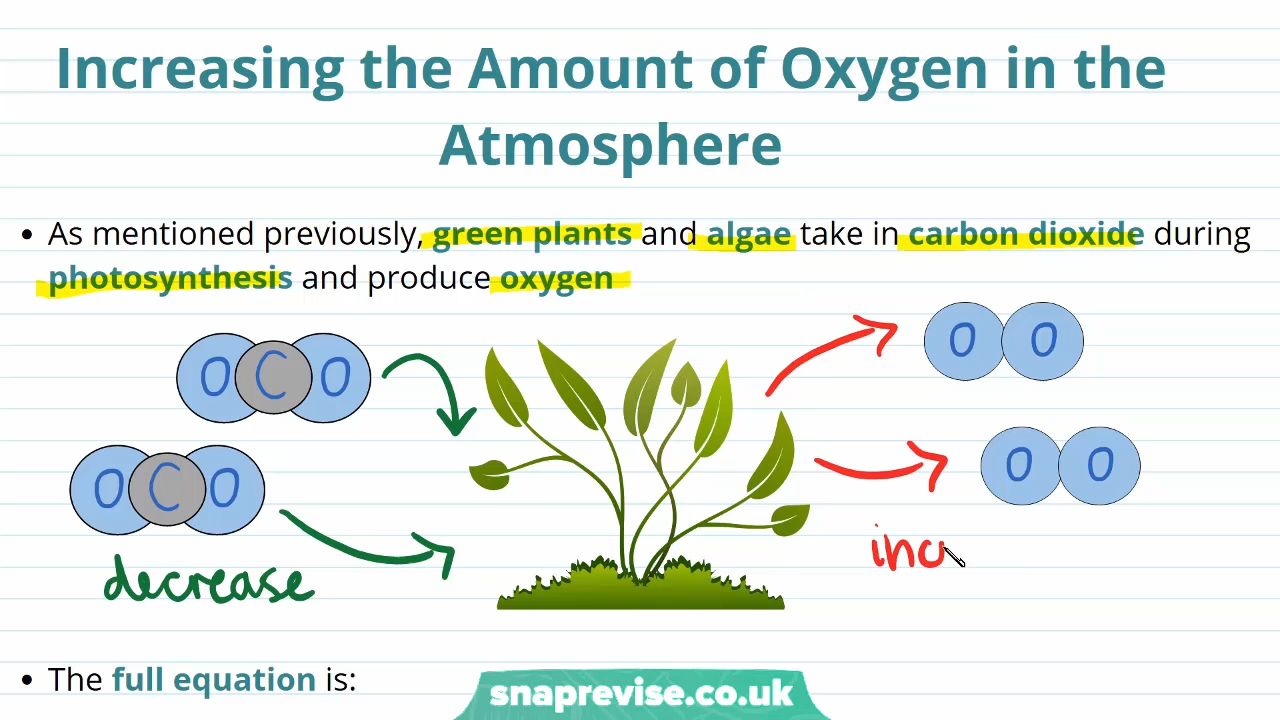 Increasing the Amount of Oxygen in the
Atmosphere
• As mentioned previously, green plants and algae take in carbon dioxide during
photosynthesis and produce oxygen
O C O
O O
O C O
O O
decrease
inc
• The full equation is:
snaprevise.co.uk